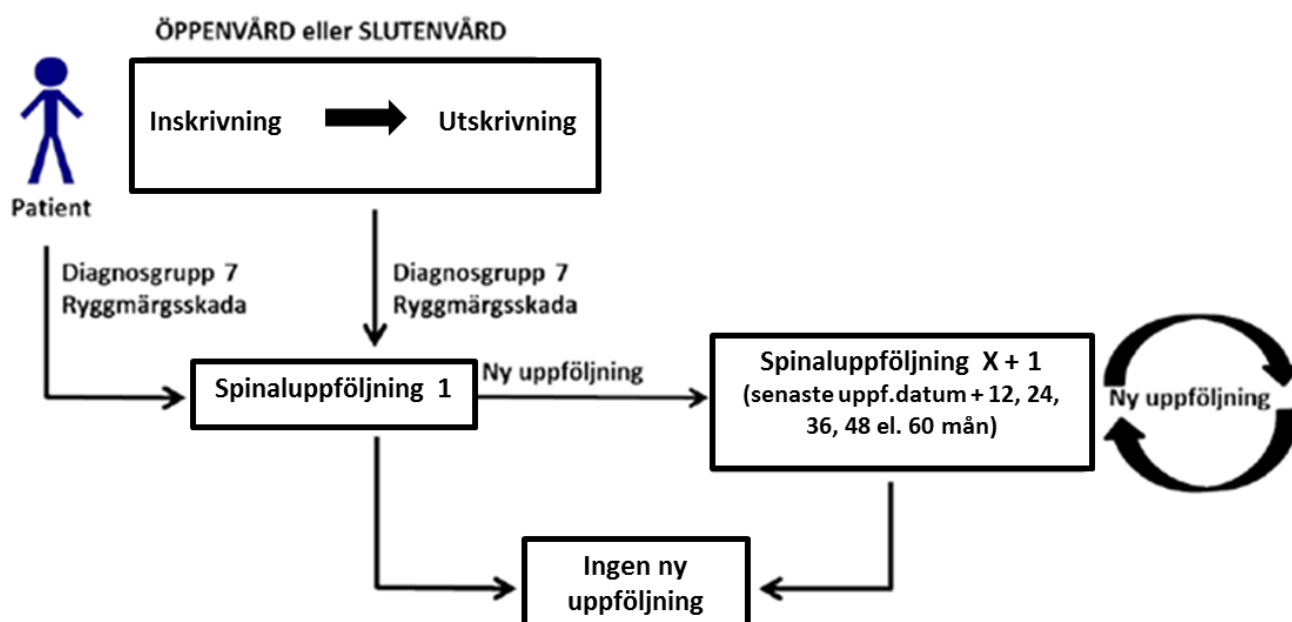 ÖPPENVÅRD eller SLUTENVÅRD
Inskrivning Utskrivning
Patient
Diagnosgrupp 7
Ryggmärgsskada
Diagnosgrupp 7
Ryggmärgsskada
Spinaluppföljning 1
Ny uppföljning
Spinaluppföljning X + 1
(senaste uppf.datum + 12, 24,
36, 48 el. 60 mån)
Ny uppföljning
Ingen ny
uppföljning